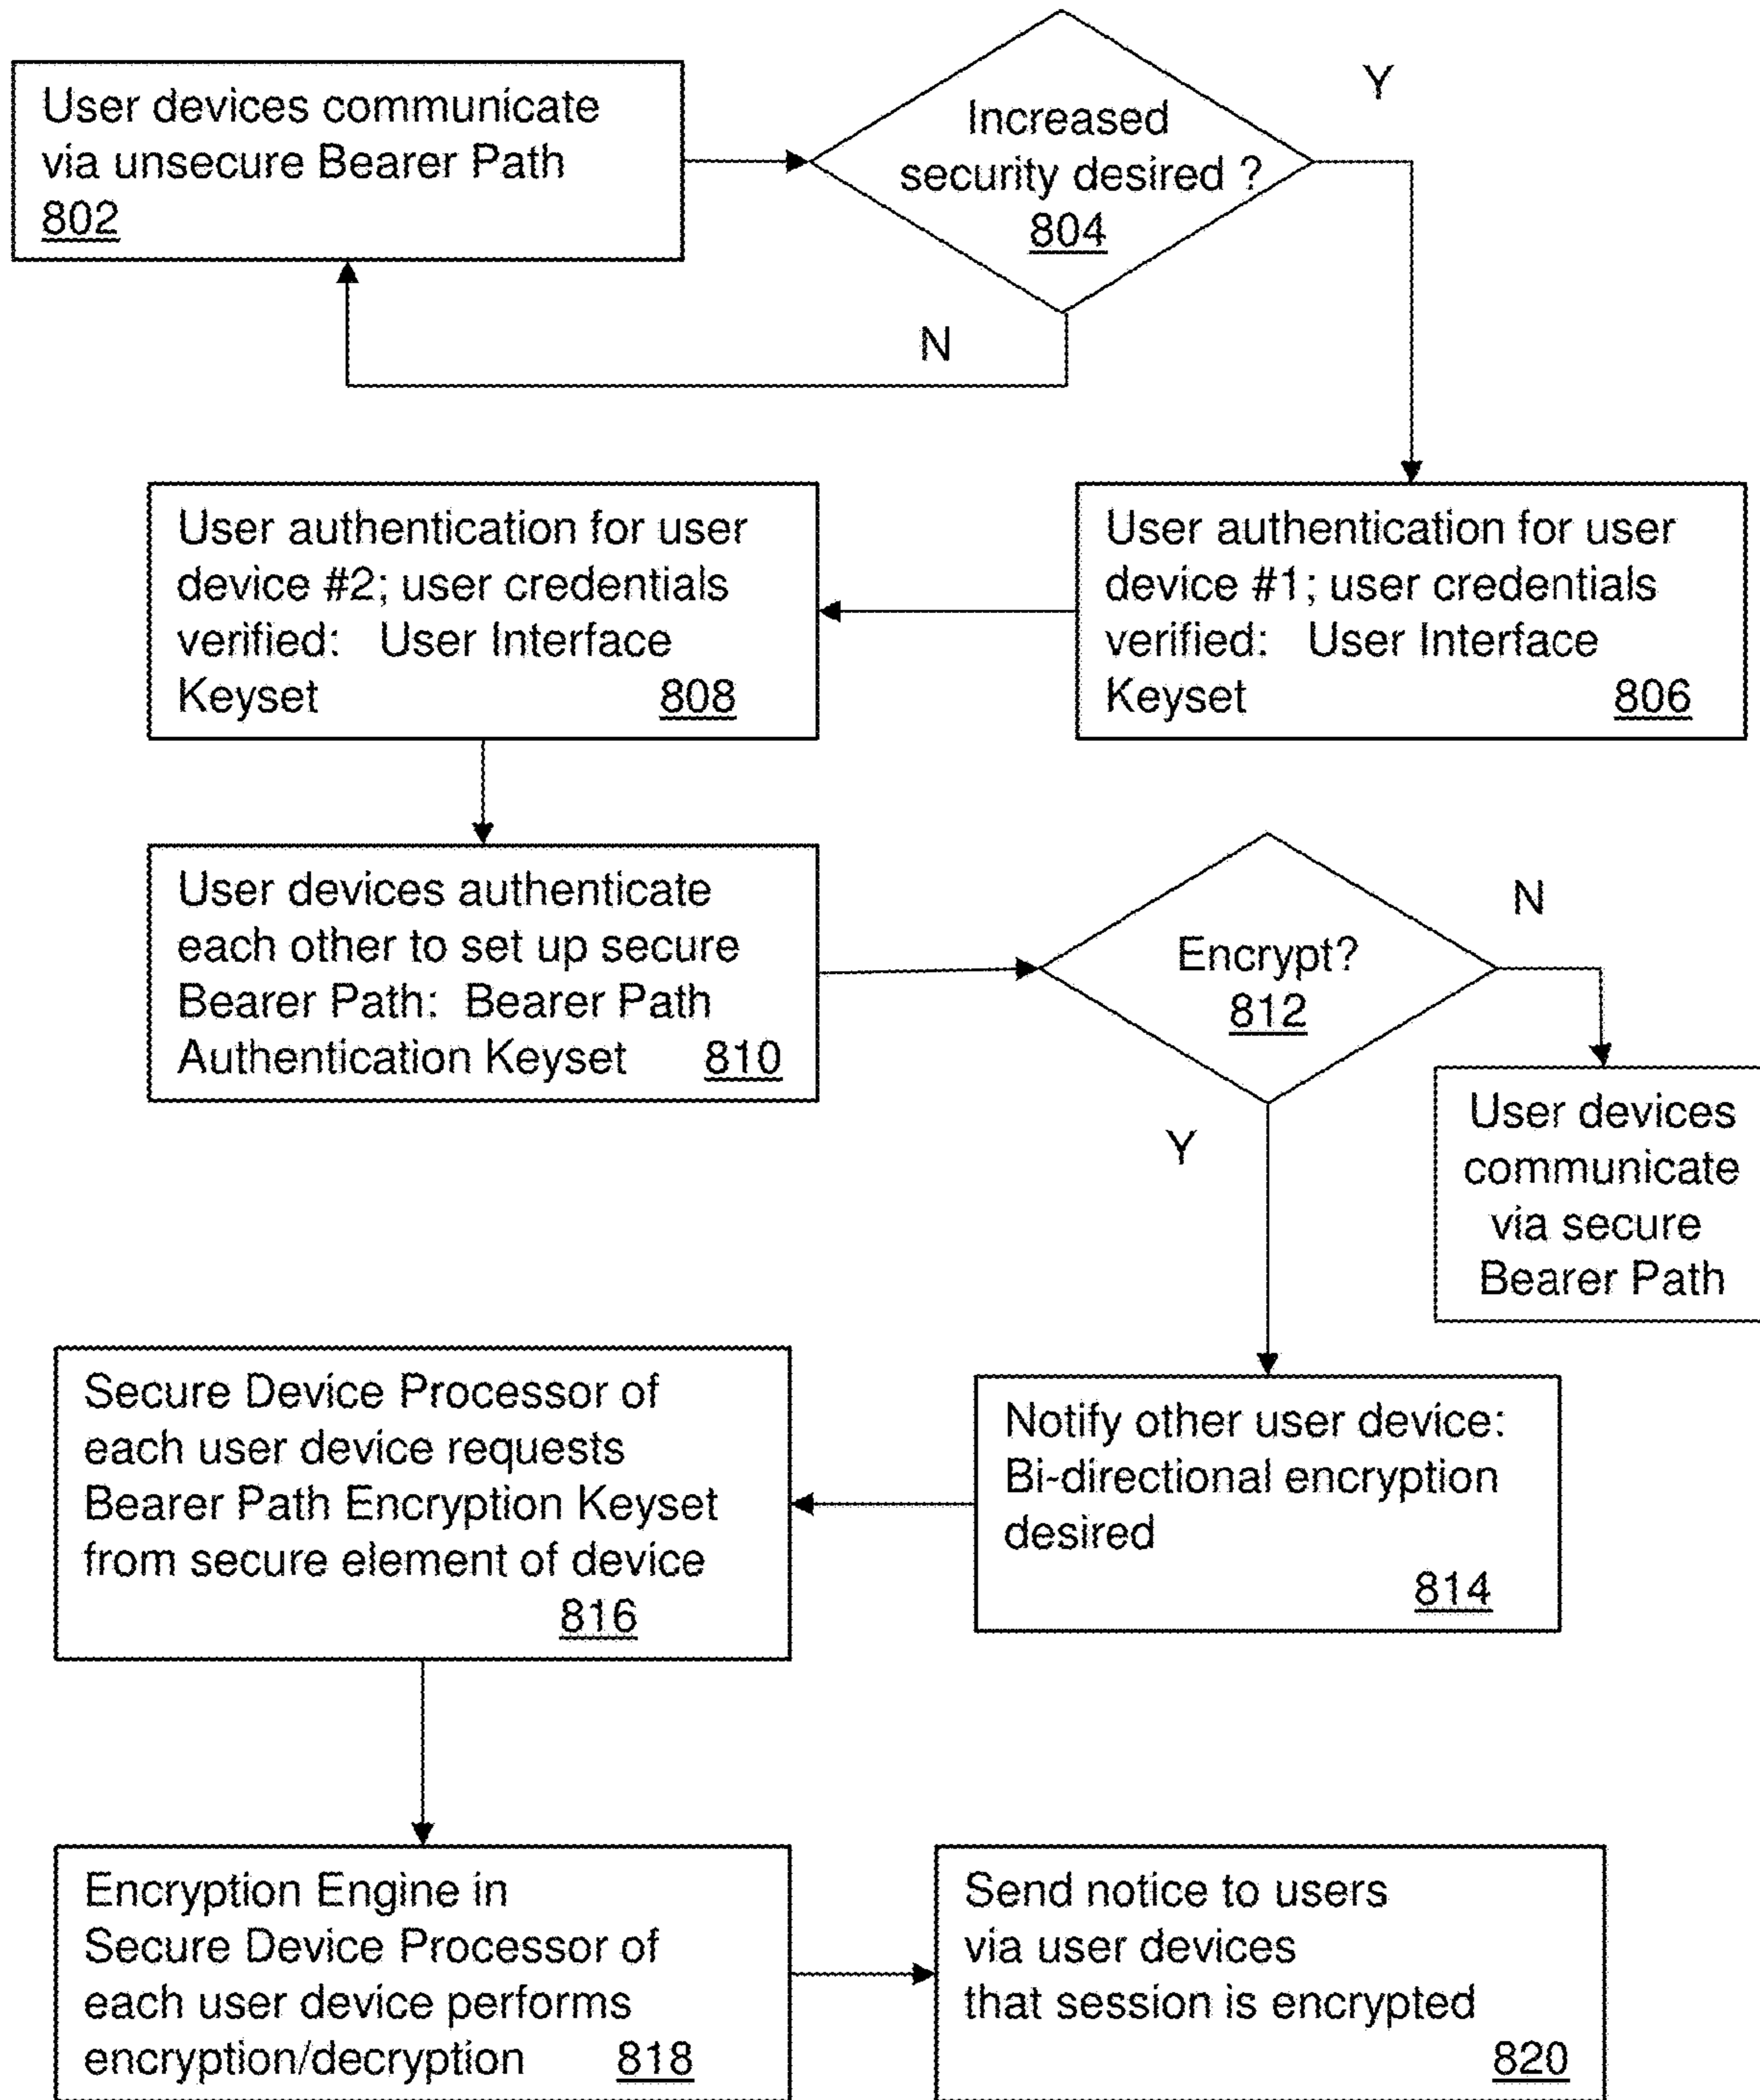 User devices communicate
via unsecure Bearer Path
802
Increased
security desired ?
804
Y
N
User authentication for user
device #1; user credentials
verified: User Interface
Keyset 806
User authentication for user
device #2; user credentials
verified: User Interface
Keyset 808
User devices authenticate
each other to set up secure
Bearer Path: Bearer Path
Authentication Keyset 810
Encrypt?
812
N
Y
User devices
communicate
via secure
Bearer Path
Notify other user device:
Bi-directional encryption
desired
814
Secure Device Processor of
each user device requests
Bearer Path Encryption Keyset
from secure element of device
816
Encryption Engine in
Secure Device Processor of
each user device performs
encryption/decryption 818
Send notice to users
via user devices
that session is encrypted
820